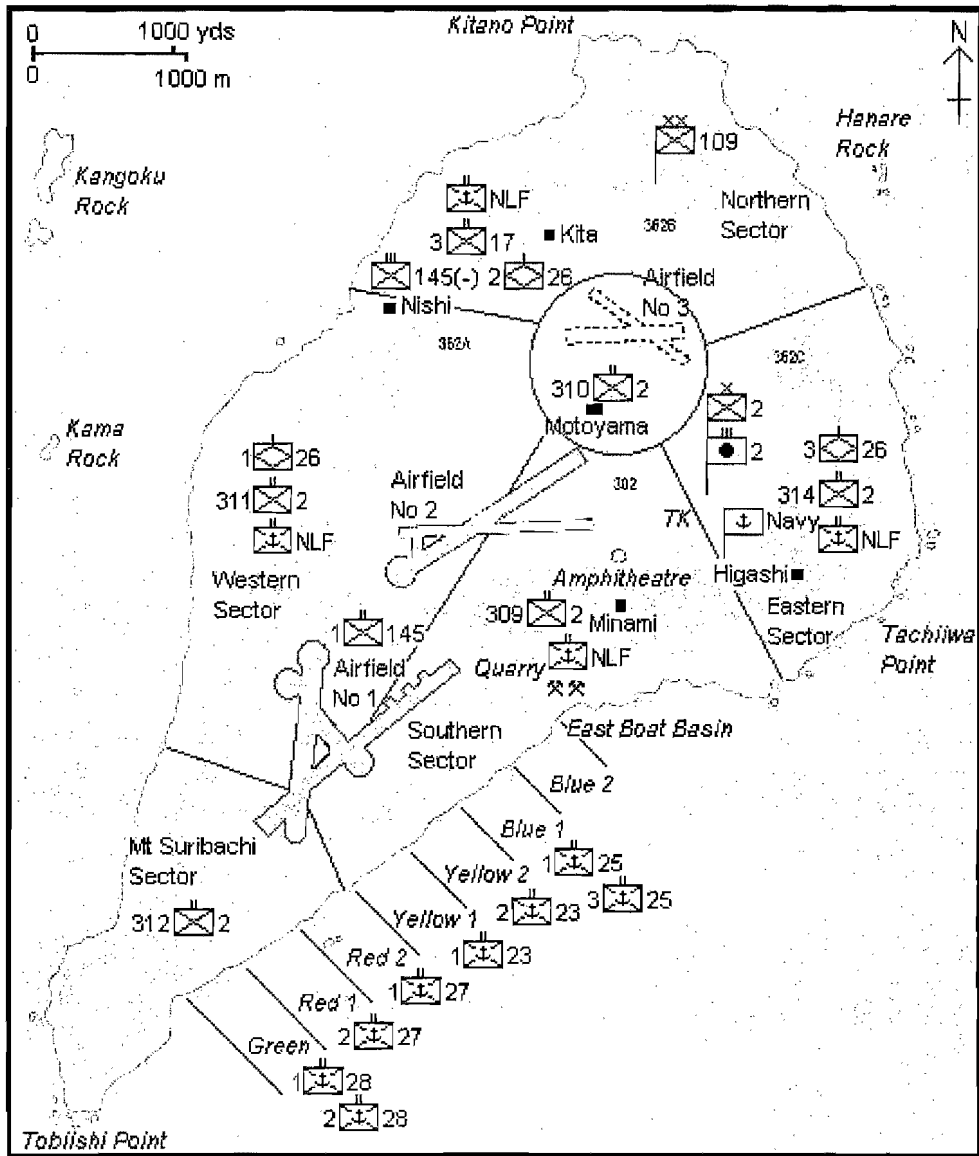 0 1000 yds
0 1000 m
Kitano Point
N
109
Hanare
Rock
Kangoku
Rock
NLF
Northern
Sector
3 17
Kita
362B
145(-)
2 26
Airfield
No 3
Nishi
362A
362C
310 2
Motoyama
2
Kama
Rock
1 26
2
3 26
Airfield
No 2
302
311 2
314 2
TK
Navy
NLF
NLF
Western
Sector
Amphitheatre
Higashi
309 2
Minami
Eastern
Sector
1 145
Tachiiwa
Point
Quarry
NLF
Airfield
No 1
Southern
Sector
East Boat Basin
Blue 2
Blue 1
Mt Suribachi
Sector
1 25
Yellow 2
3 25
312 2
Yellow 1
2 23
Red 2
1 23
Red 1
1 27
2 27
Green
1 28
2 28
Tobiishi Point